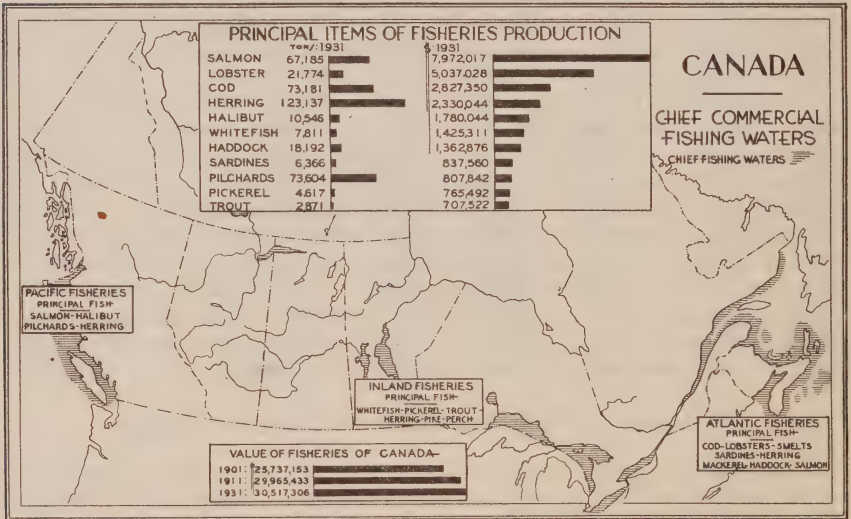 PRINCIPAL ITEMS OF FISHERIES PRODUCTION
TONS: 1931 $ 1931
SALMON 67,185 7,972,017
LOBSTER 21,774 5,037,028
COD 73,181 2,827,350
HERRING 123,137 2,330,044
HALIBUT 10,546 1,780,044
WHITEFISH 7,811 1,425,311
HADDOCK 18,192 1,362,876
SARDINES 6,366 837,560
PILCHARDS 73,604 807,842
PICKEREL 4,617 765,492
TROUT 2,871 707,522
CANADA
CHIEF COMMERCIAL
FISHING WATERS
CHIEF FISHING WATERS
PACIFIC FISHERIES
PRINCIPAL FISH
SALMON-HALIBUT
PILCHARDS-HERRING
INLAND FISHERIES
PRINCIPAL FISH
WHITEFISH-PICKEREL-TROUT-
HERRING-PIKE-PERCH
ATLANTIC FISHERIES
PRINCIPAL FISH
COD-LOBSTERS-SMELTS
SARDINES-HERRING
MACKEREL-HADDOCK-SALMON
VALUE OF FISHERIES OF CANADA
1901: $25,737,153
1911: 29,965,433
1931: 30,517,306